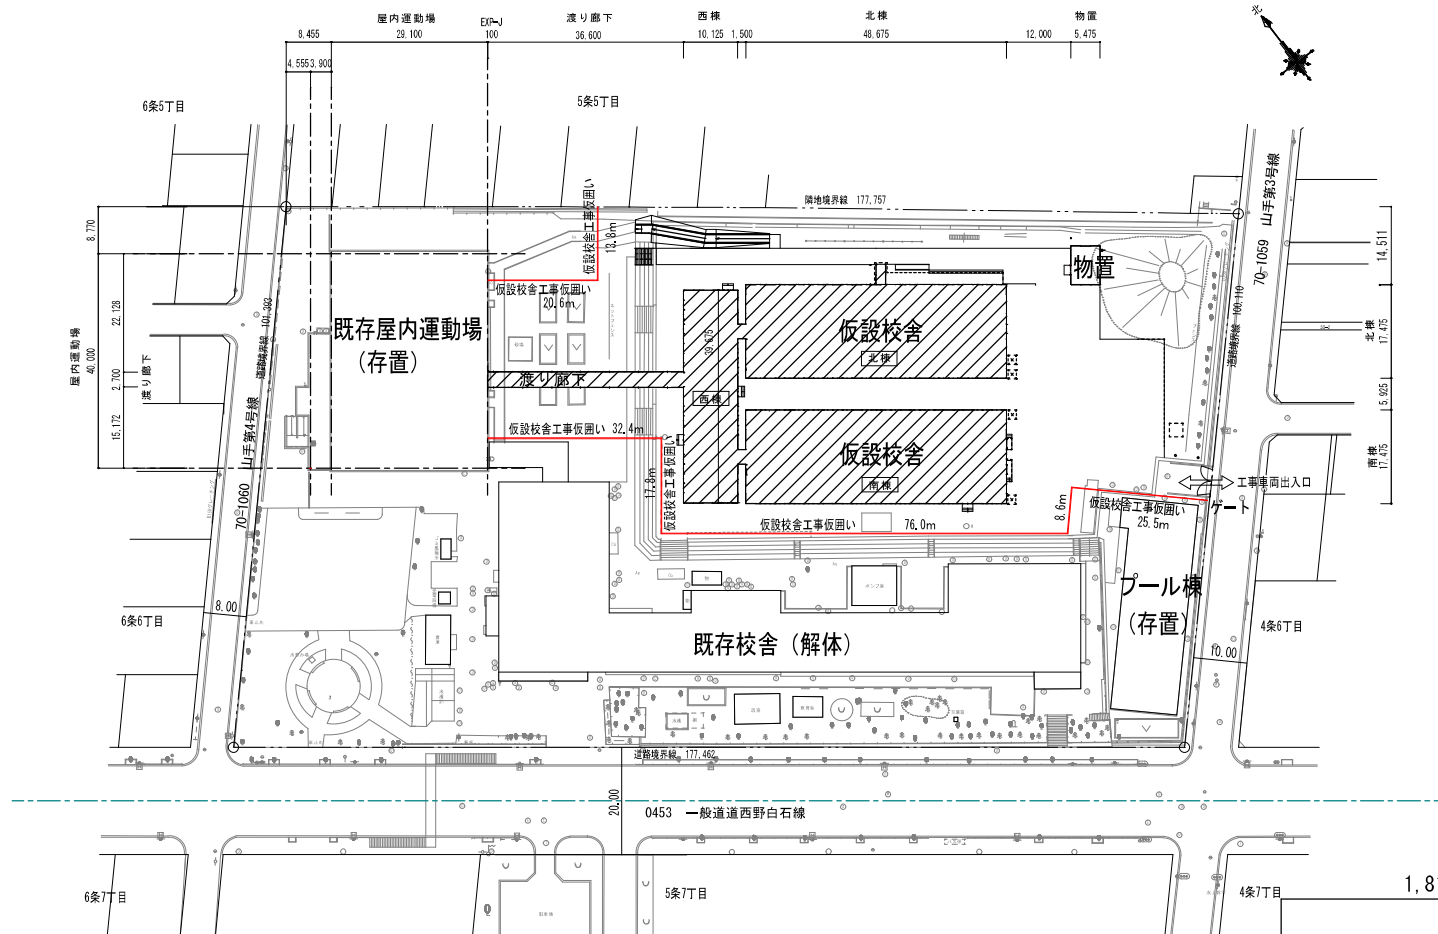 屋内運動場
EXP-J
渡り廊下
西棟
北棟
物置
8,455
29,100
100
36,600
10,125
1,500
48,675
12,000
5,475
4,555
3,900
北
6条5丁目
5条5丁目
隣地境界線 177,757
70-1059 山手第3号線
道路境界線 100,110
8,770
22,128
2,700
15,172
屋内運動場
40,000
渡り廊下
14,511
北棟
17,475
5,925
南棟
17,475
仮設校舎工事仮囲い
13.8m
仮設校舎工事仮囲い
20.6m
既存屋内運動場
(存置)
道路境界線 101,393
70-1060 山手第4号線
渡り廊下
39,675
西棟
仮設校舎
北棟
物置
仮設校舎工事仮囲い 32.4m
仮設校舎工事仮囲い
17.8m
仮設校舎
南棟
仮設校舎工事仮囲い 76.0m
8.6m
仮設校舎工事仮囲い
25.5m
工事車両出入口
ゲート
プール棟
(存置)
既存校舎(解体)
8.00
10.00
6条6丁目
4条6丁目
道路境界線 177,462
20.00
0453 一般道道西野白石線
6条7丁目
5条7丁目
4条7丁目
1,8